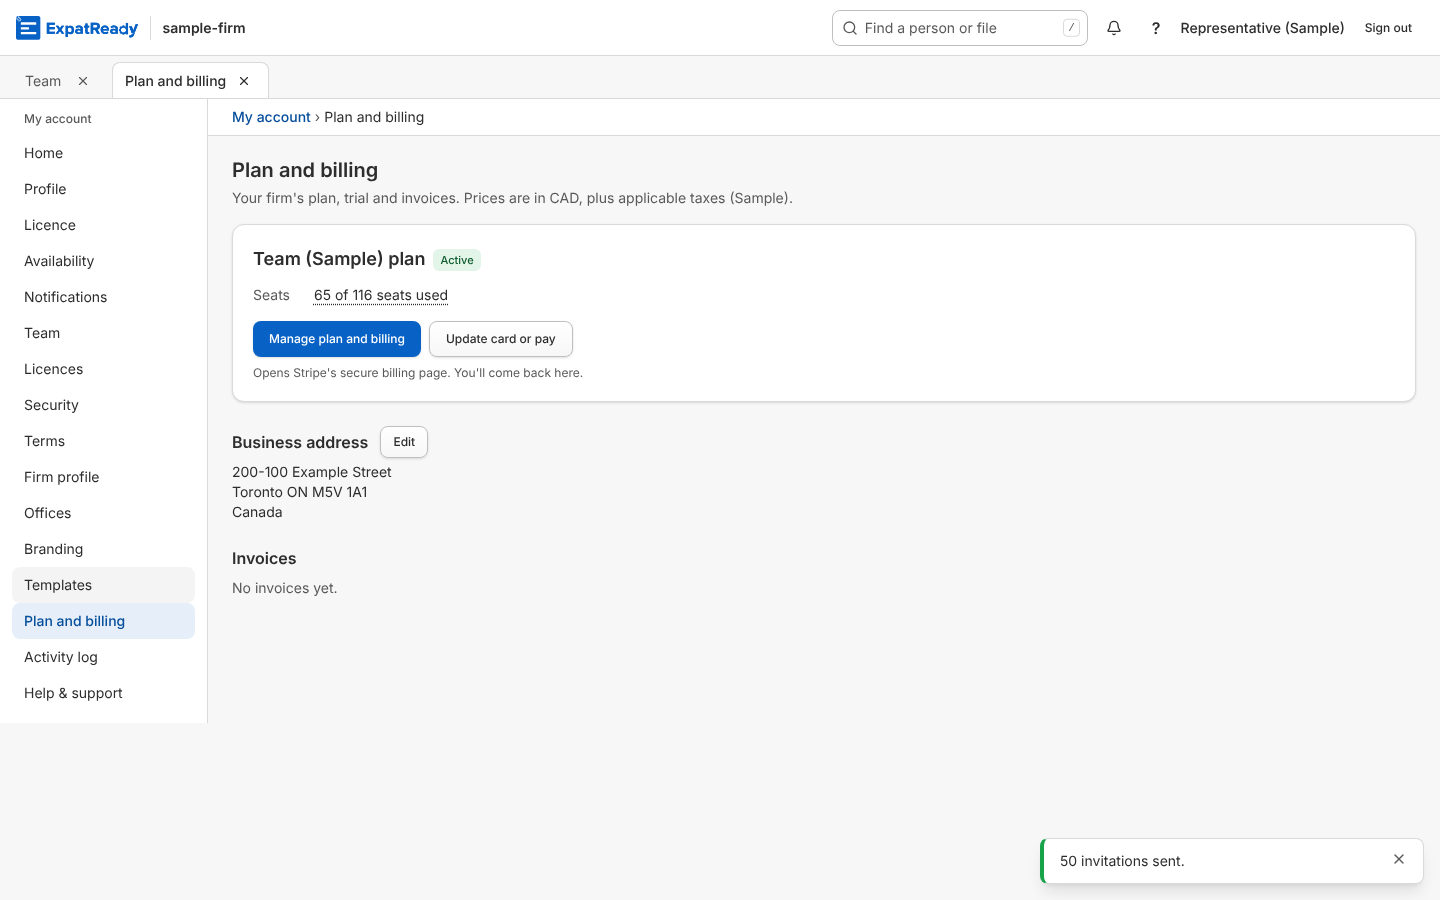 ExpatReady
sample-firm
Find a person or file
/
?
Representative (Sample)
Sign out
Team
Plan and billing
My account
Home
Profile
Licence
Availability
Notifications
Team
Licences
Security
Terms
Firm profile
Offices
Branding
Templates
Plan and billing
Activity log
Help & support
My account › Plan and billing
Plan and billing
Your firm's plan, trial and invoices. Prices are in CAD, plus applicable taxes (Sample).
Team (Sample) plan Active
Seats 65 of 116 seats used
Manage plan and billing Update card or pay
Opens Stripe's secure billing page. You'll come back here.
Business address Edit
200-100 Example Street
Toronto ON M5V 1A1
Canada
Invoices
No invoices yet.
50 invitations sent.